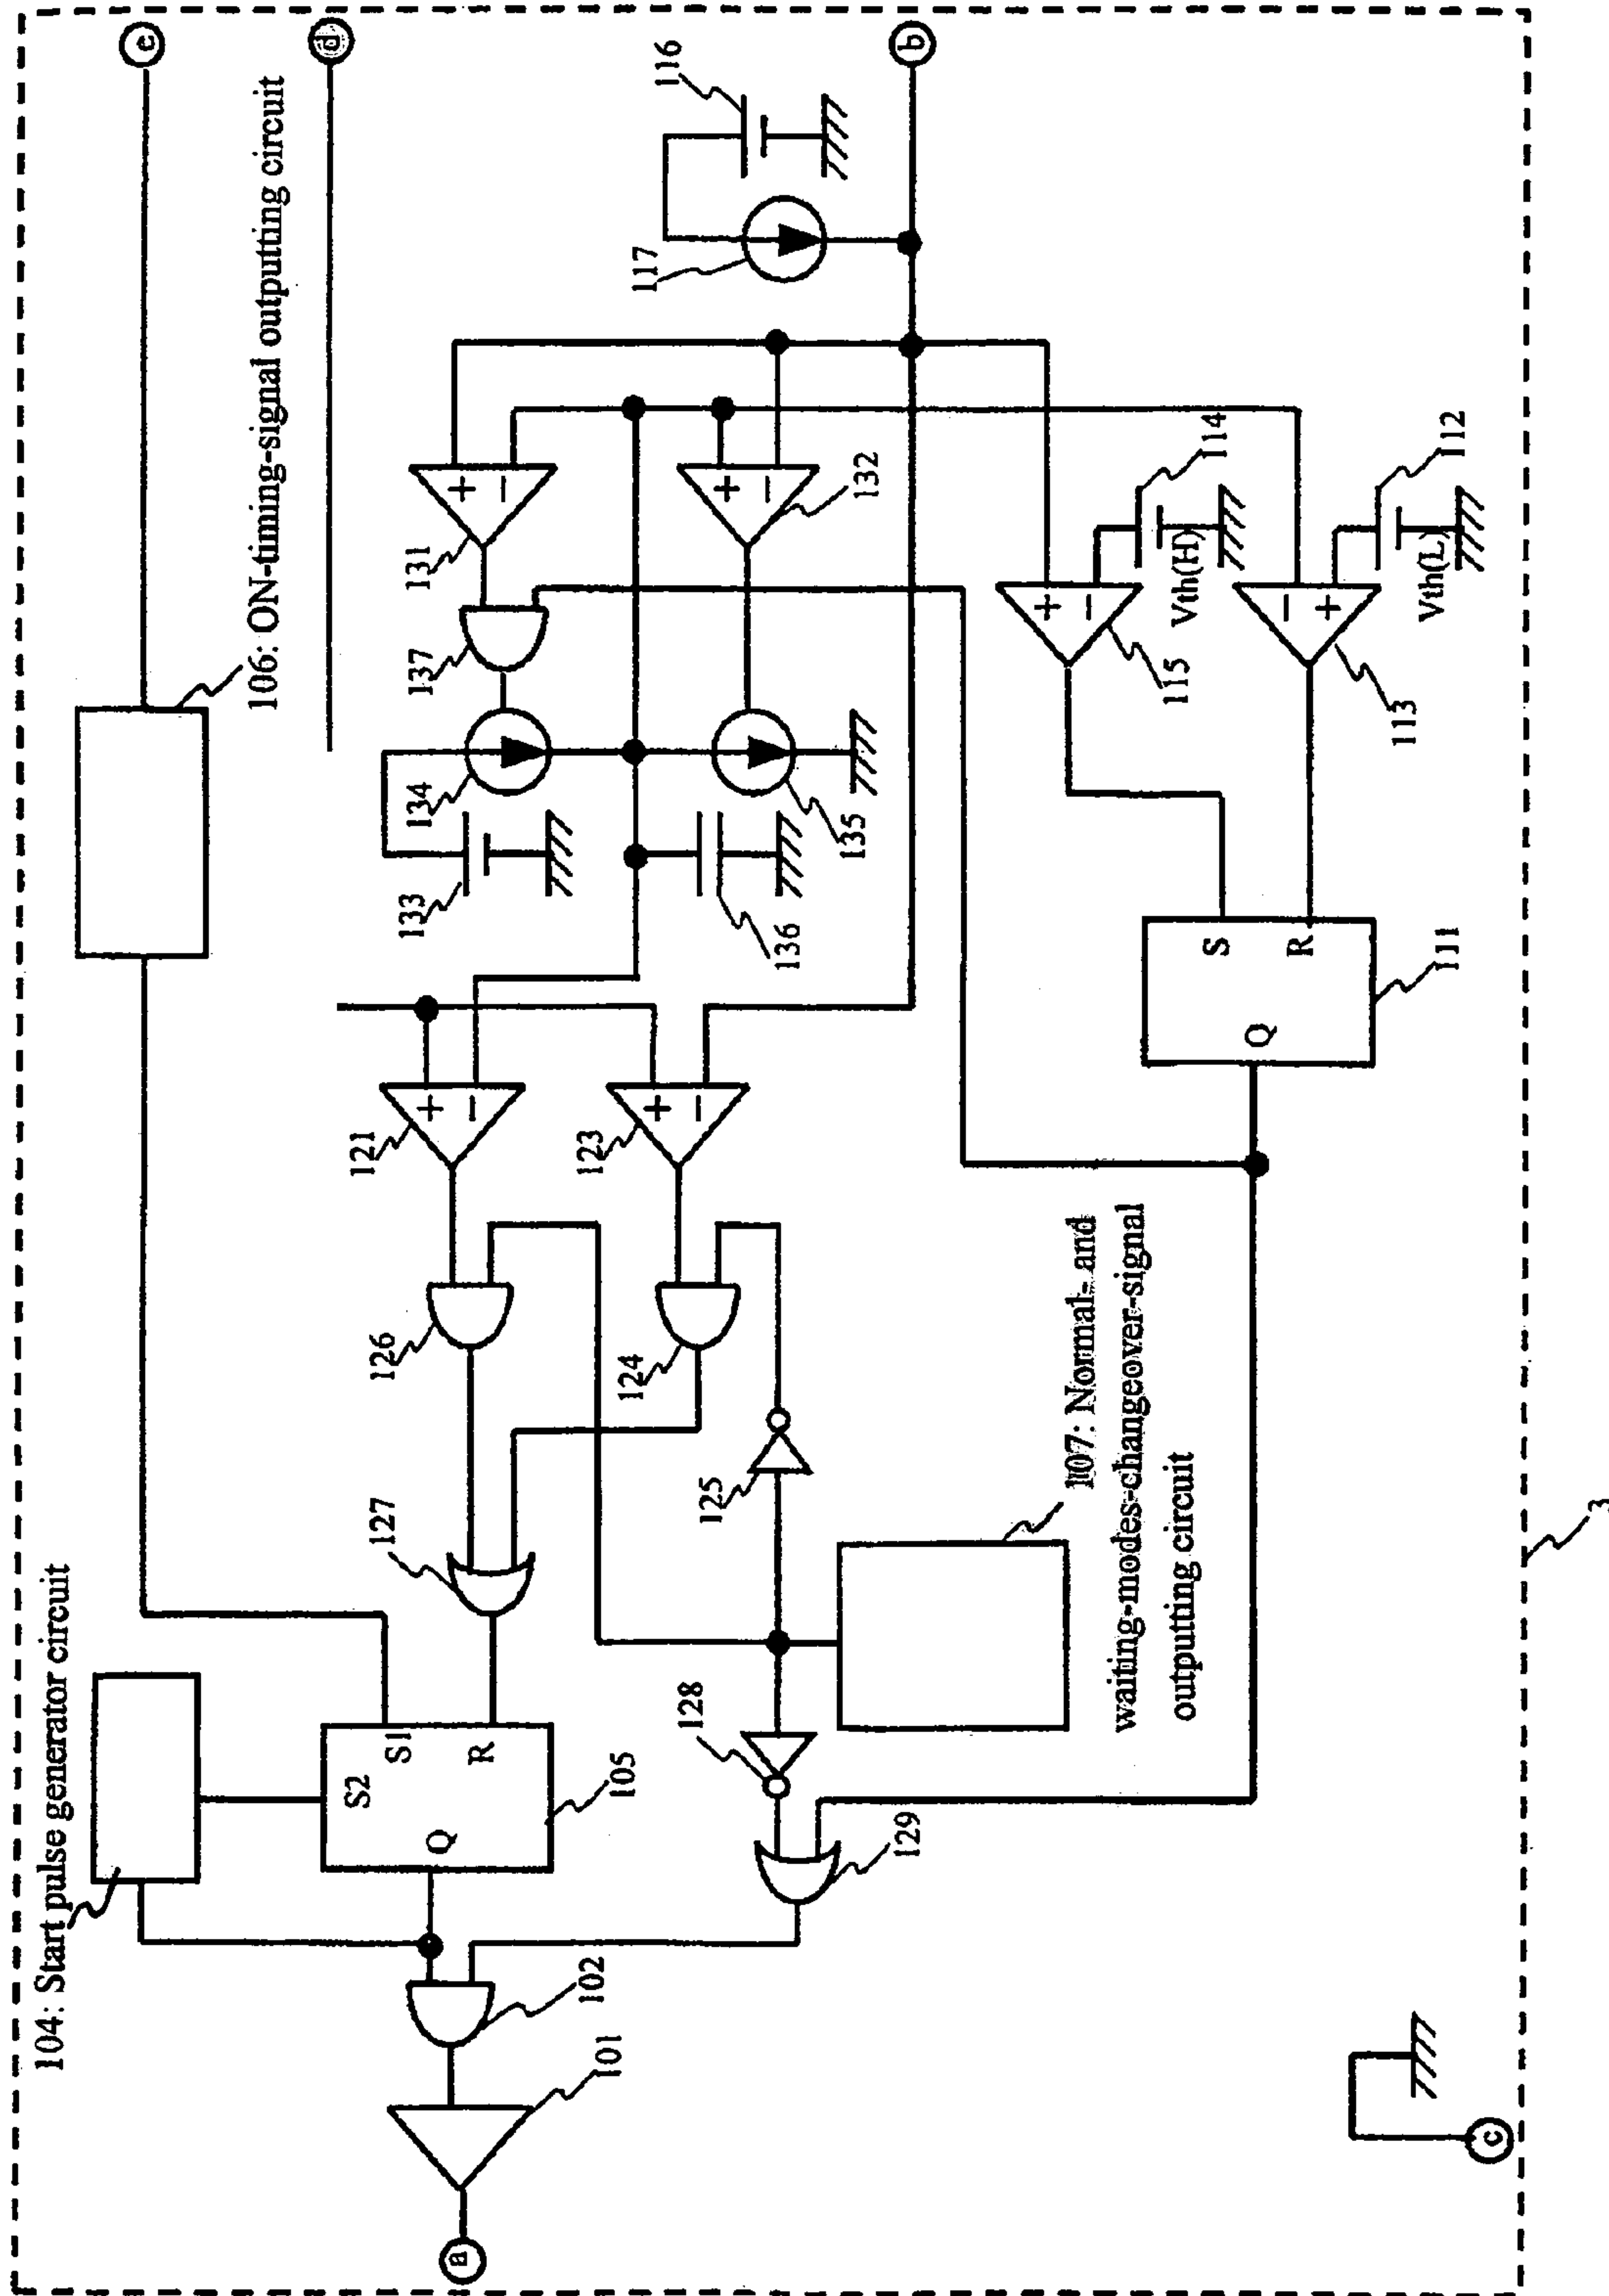 104: Start pulse generator circuit
e
106: ON-timing-signal outputting circuit
d
S2
S1
R
Q
105
127
126
121
+
−
133
134
137
131
+
−
a
101
102
124
123
+
−
136
135
132
+
−
117
116
128
125
129
b
107: Normal- and
waiting-modes-changeover-signal
outputting circuit
115
+
−
Vth(H)
114
Q
S
R
111
113
−
+
Vth(L)
112
c
3